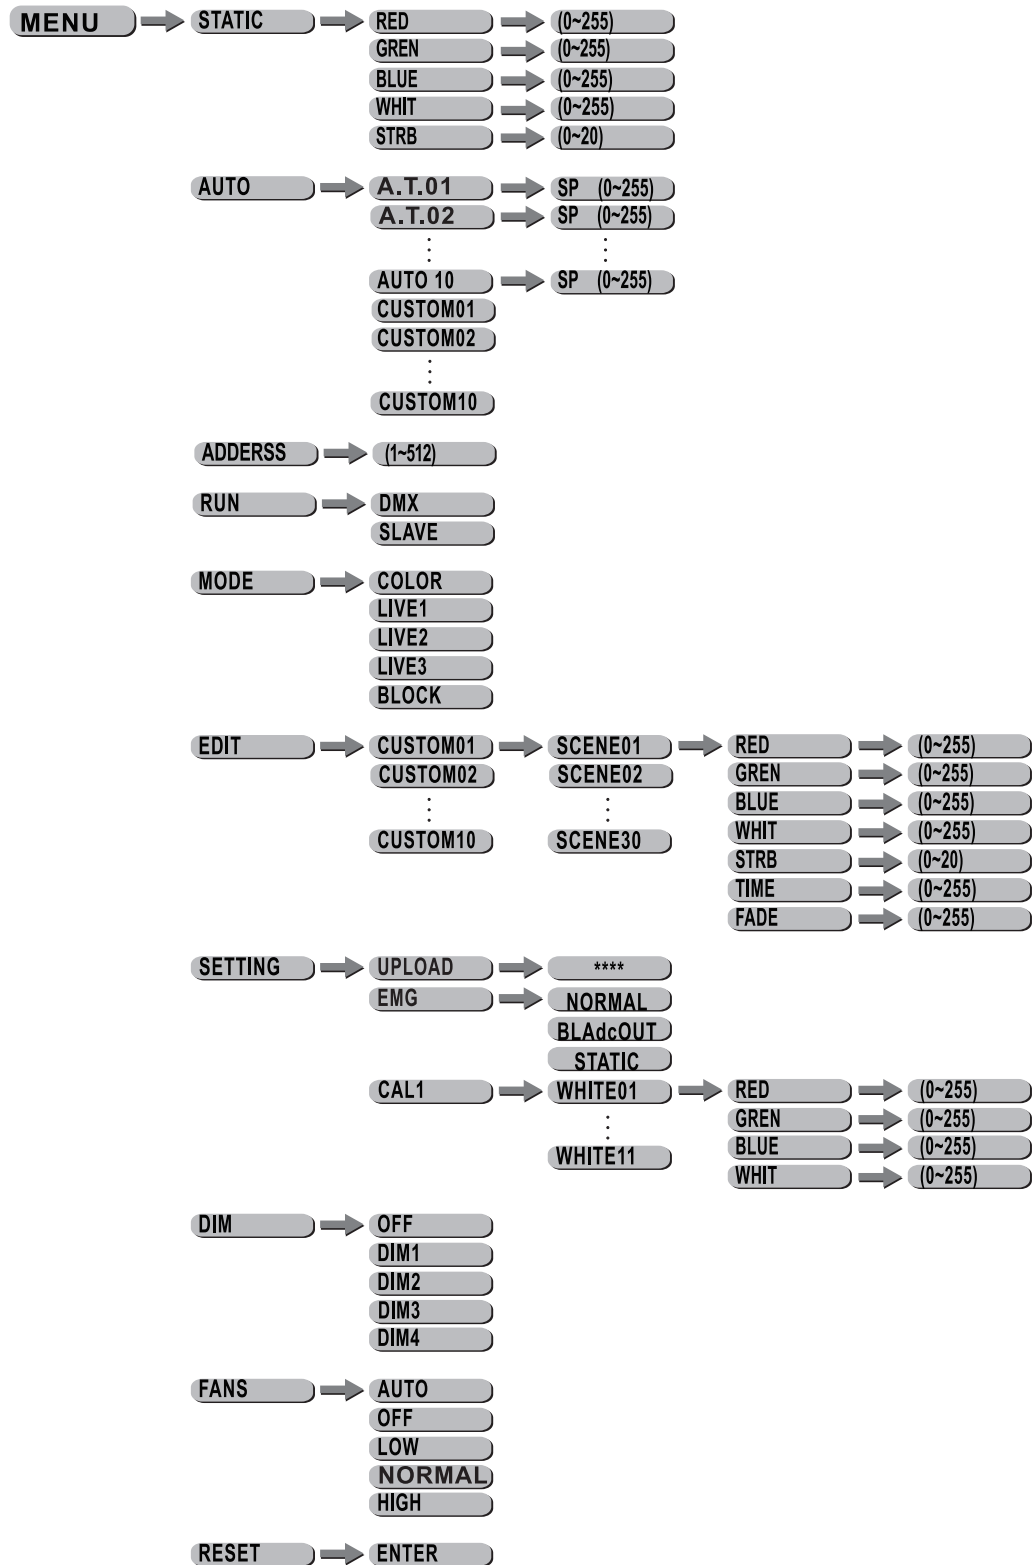 MENU STATIC RED (0~255)
GREN (0~255)
BLUE (0~255)
WHIT (0~255)
STRB (0~20)
AUTO A.T.01 SP (0~255)
A.T.02 SP (0~255)
AUTO 10 SP (0~255)
CUSTOM01
CUSTOM02
CUSTOM10
ADDERSS (1~512)
RUN DMX
SLAVE
MODE COLOR
LIVE1
LIVE2
LIVE3
BLOCK
EDIT CUSTOM01 SCENE01 RED (0~255)
CUSTOM02 SCENE02 GREN (0~255)
BLUE (0~255)
CUSTOM10 SCENE30 WHIT (0~255)
STRB (0~20)
TIME (0~255)
FADE (0~255)
SETTING UPLOAD ****
EMG NORMAL
BLAdcOUT
STATIC
CAL1 WHITE01 RED (0~255)
GREN (0~255)
WHITE11 BLUE (0~255)
WHIT (0~255)
DIM OFF
DIM1
DIM2
DIM3
DIM4
FANS AUTO
OFF
LOW
NORMAL
HIGH
RESET ENTER